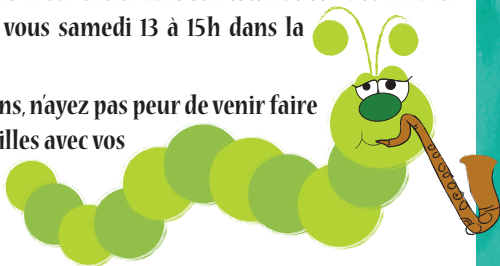 vous samedi 13 à 15h dans la
ns, n'ayez pas peur de venir faire
illes avec vos